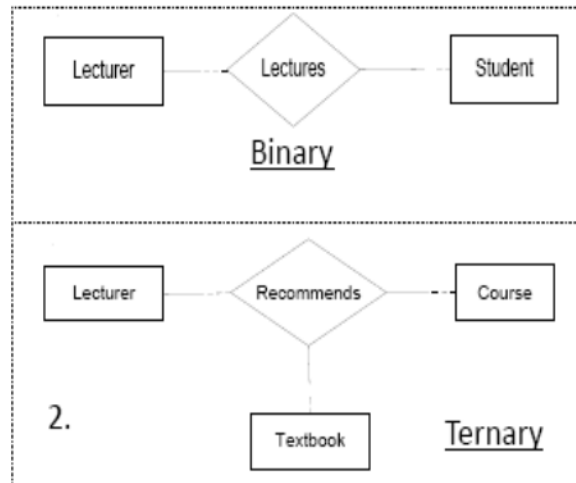 Lecturer
Lectures
Student
Binary
Lecturer
Recommends
Course
2.
Textbook
Ternary